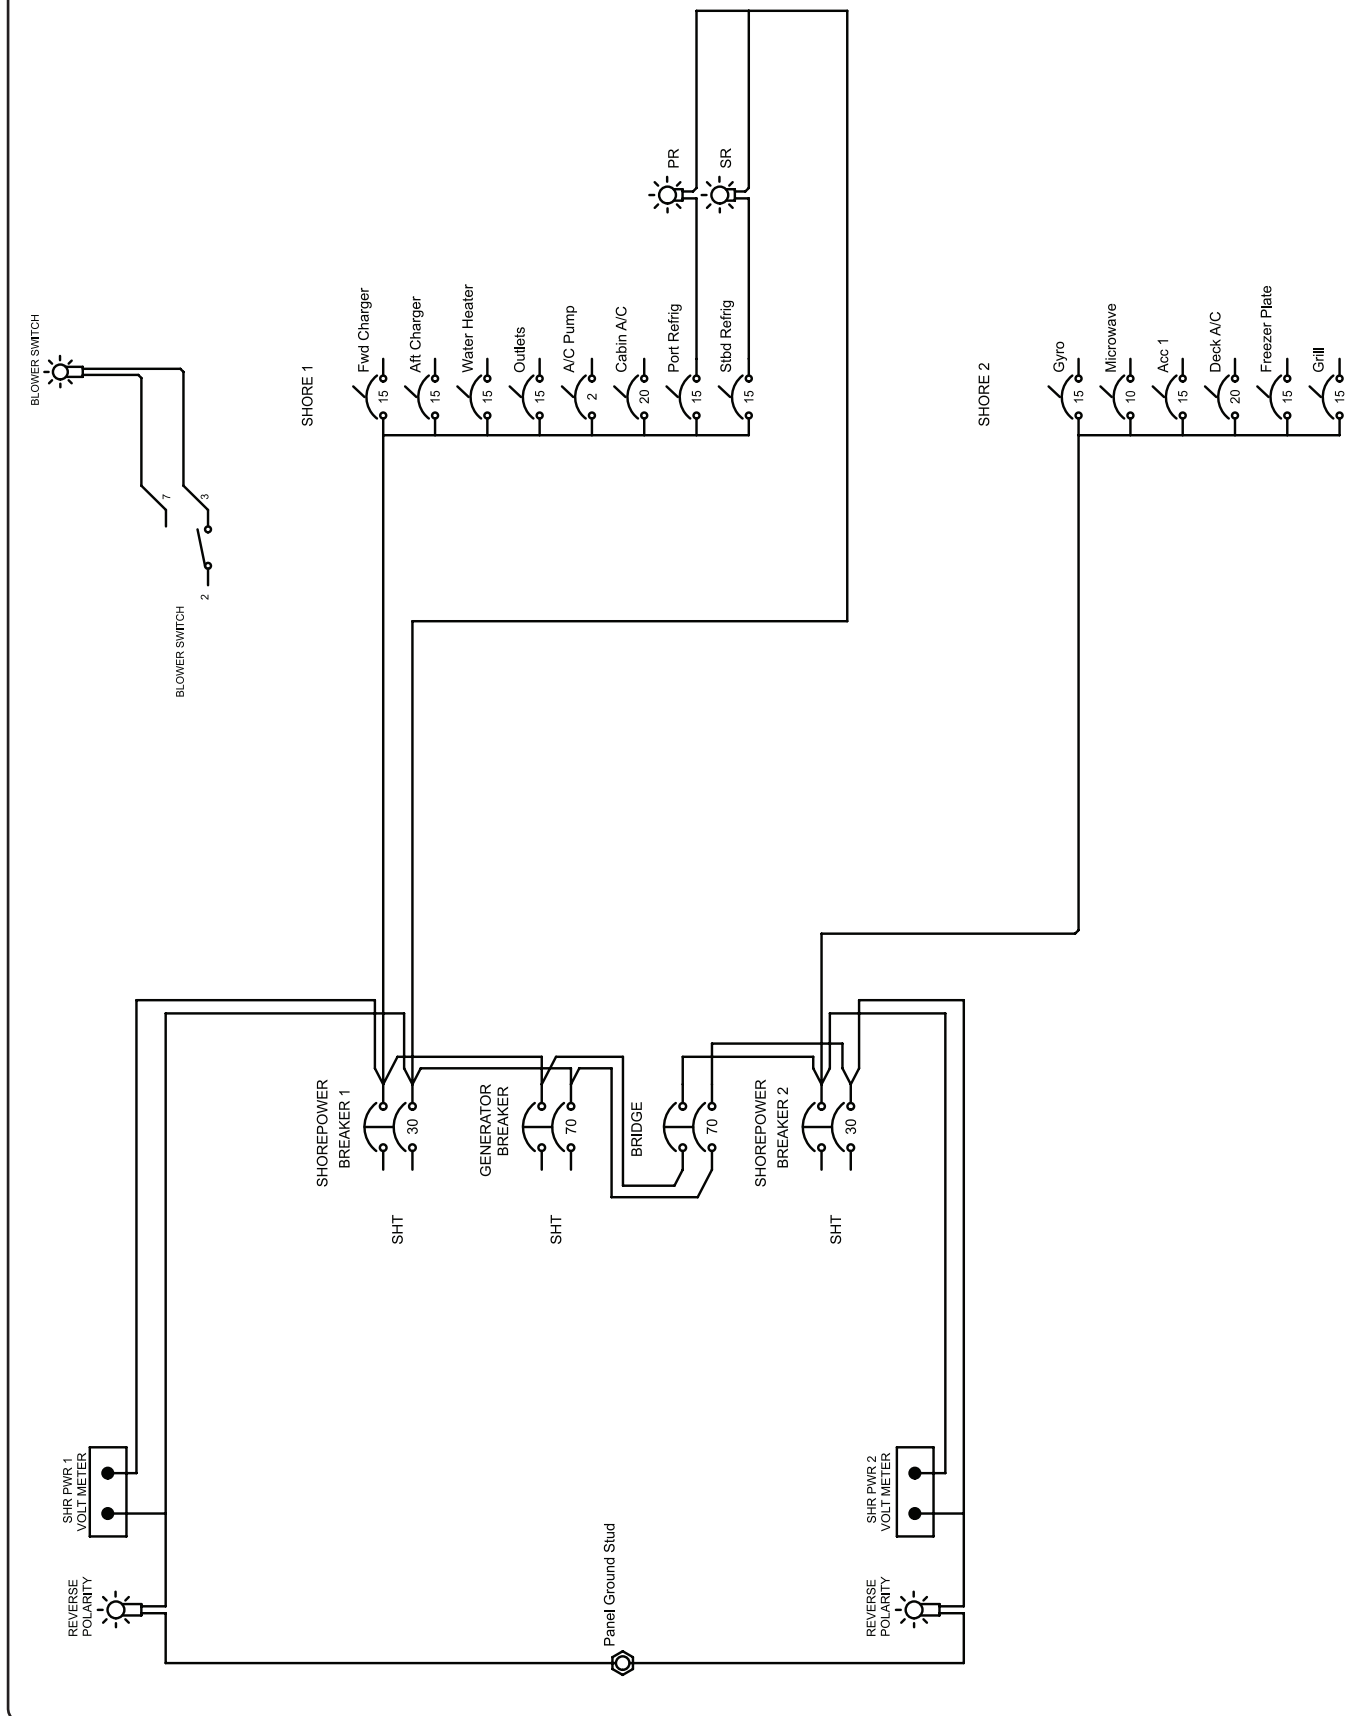 BLOWER SWITCH
7
3
2
BLOWER SWITCH
SHORE 1
Fwd Charger
15
Aft Charger
15
Water Heater
15
Outlets
15
A/C Pump
2
Cabin A/C
20
Port Refrig
15
Stbd Refrig
15
PR
SR
SHORE 2
Gyro
15
Microwave
10
Acc 1
15
Deck A/C
20
Freezer Plate
15
Grill
15
SHOREPOWER
BREAKER 1
30
SHT
GENERATOR
BREAKER
70
SHT
BRIDGE
70
SHOREPOWER
BREAKER 2
30
SHT
SHR PWR 1
VOLT METER
REVERSE
POLARITY
Panel Ground Stud
SHR PWR 2
VOLT METER
REVERSE
POLARITY